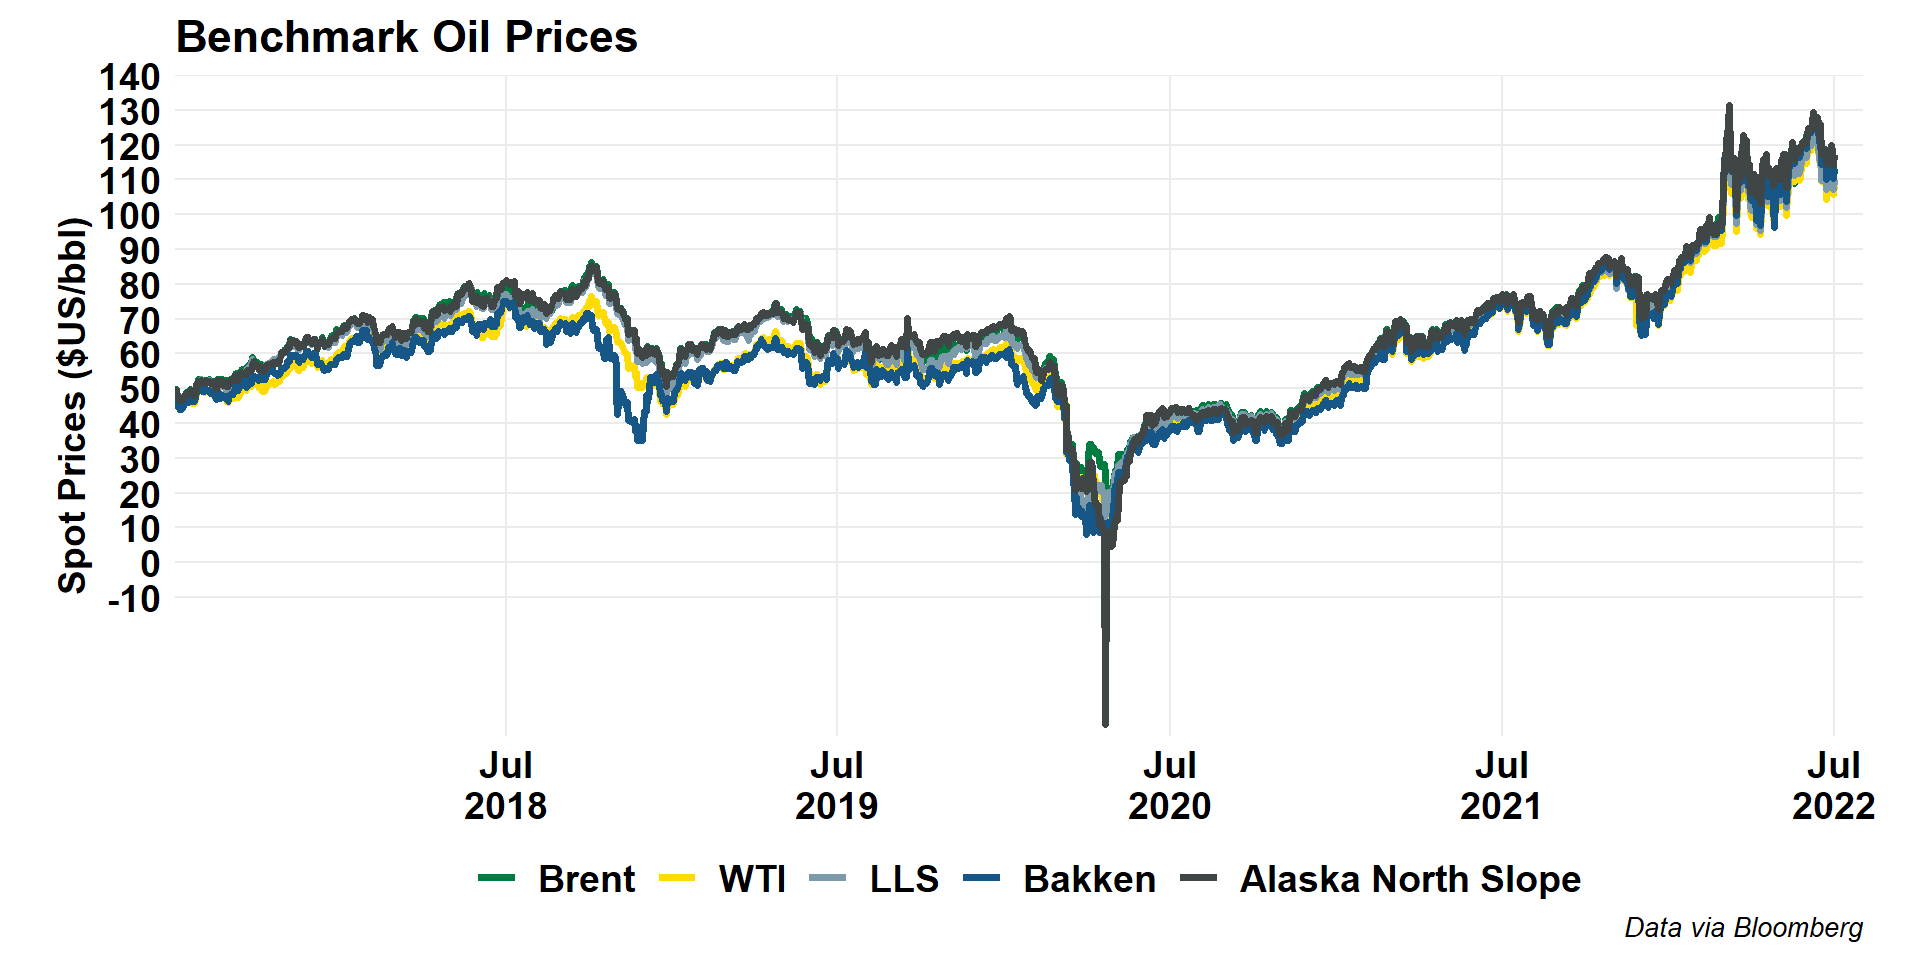 Benchmark Oil Prices
Spot Prices ($US/bbl)
140
130
120
110
100
90
80
70
60
50
40
30
20
10
0
-10
Jul
2018
Jul
2019
Jul
2020
Jul
2021
Jul
2022
Brent WTI LLS Bakken Alaska North Slope
Data via Bloomberg